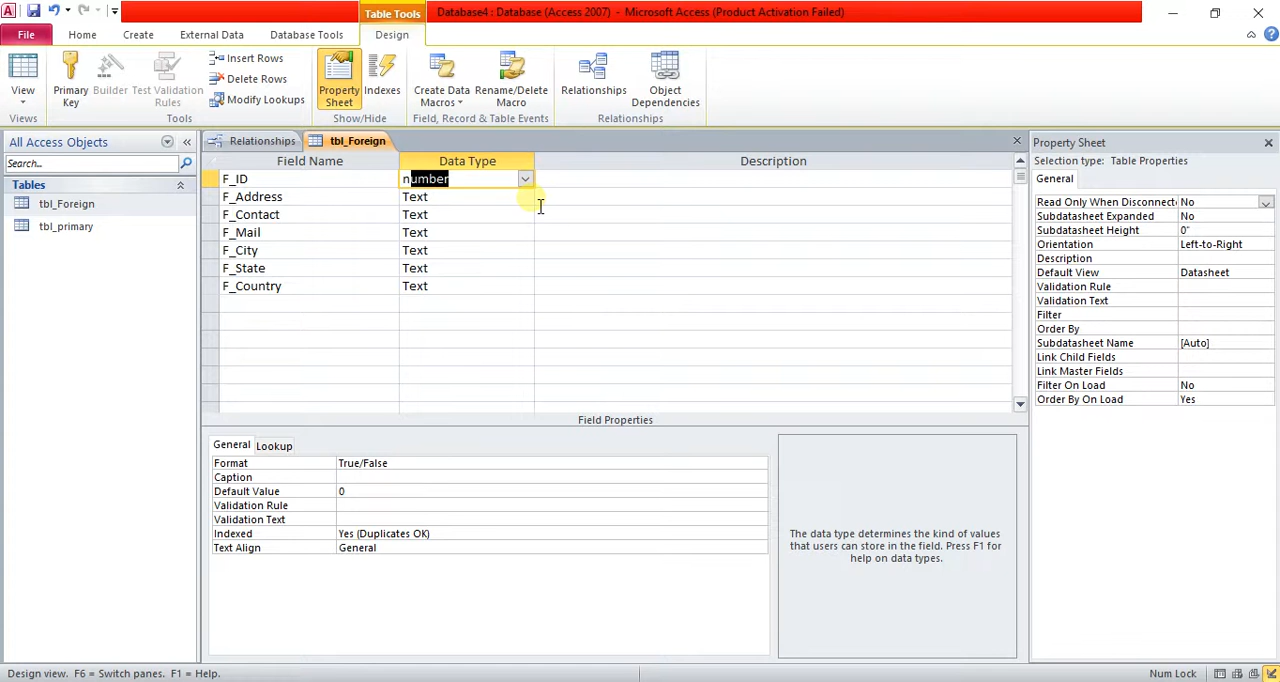 Table Tools
Database4 : Database (Access 2007) - Microsoft Access (Product Activation Failed)
File
Home
Create
External Data
Database Tools
Design
View
Primary Key
Builder
Test Validation Rules
Insert Rows
Delete Rows
Modify Lookups
Property Sheet
Indexes
Create Data Macros
Rename/Delete Macro
Relationships
Object Dependencies
Views
Tools
Show/Hide
Field, Record & Table Events
Relationships
All Access Objects
Search...
Tables
tbl_Foreign
tbl_primary
Relationships
tbl_Foreign
Field Name Data Type Description
F_ID number
F_Address Text
F_Contact Text
F_Mail Text
F_City Text
F_State Text
F_Country Text
Field Properties
General Lookup
Format True/False
Caption
Default Value 0
Validation Rule
Validation Text
Indexed Yes (Duplicates OK)
Text Align General
The data type determines the kind of values
that users can store in the field. Press F1 for
help on data types.
Property Sheet
Selection type: Table Properties
General
Read Only When Disconnecte No
Subdatasheet Expanded No
Subdatasheet Height 0"
Orientation Left-to-Right
Description
Default View Datasheet
Validation Rule
Validation Text
Filter
Order By
Subdatasheet Name [Auto]
Link Child Fields
Link Master Fields
Filter On Load No
Order By On Load Yes
Design view. F6 = Switch panes. F1 = Help.
Num Lock